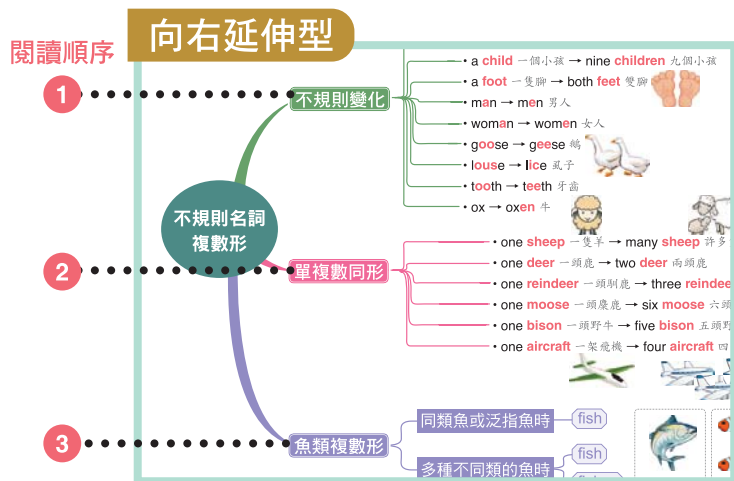 向右延伸型
閱讀順序
1
不規則變化
• a child 一個小孩 → nine children 九個小孩
• a foot 一隻腳 → both feet 雙腳
• man → men 男人
• woman → women 女人
• goose → geese 鵝
• louse → lice 虱子
• tooth → teeth 牙齒
• ox → oxen 牛
不規則名詞
複數形
2
單複數同形
• one sheep 一隻羊 → many sheep 許多
• one deer 一頭鹿 → two deer 兩頭鹿
• one reindeer 一頭馴鹿 → three reindee
• one moose 一頭麋鹿 → six moose 六頭
• one bison 一頭野牛 → five bison 五頭野
• one aircraft 一架飛機 → four aircraft 四
3
魚類複數形
同類魚或泛指魚時
fish
多種不同類的魚時
fish